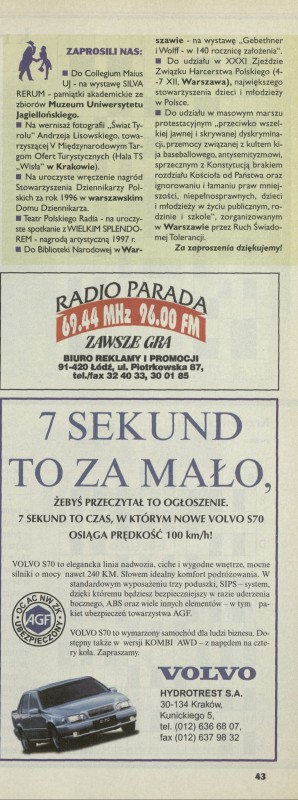 ZAPROSILI NAS:
■ Do Collegium Maius
UJ - na wystawę SILVA
RERUM - pamiątki akademickie ze
zbiorów Muzeum Uniwersytetu
Jagiellońskiego.
■ Na wernisaż fotografii „Świat Ty-
rolu" Andrzeja Lisowskiego, towa-
rzyszącej V Międzynarodowym Tar-
gom Ofert Turystycznych (Hala TS
„Wisła" w Krakowie).
■ Na uroczyste wręczenie nagród
Stowarzyszenia Dziennikarzy Pol-
skich za rok 1996 w warszawskim
Domu Dziennikarza.
■ Teatr Polskiego Radia - na uroczy-
ste spotkanie z WIELKIM SPLENDO-
REM - nagrodą artystyczną 1997 r.
■ Do Biblioteki Narodowej w War-
szawie - na wystawę „Gebethner
i Wolff - w 140 rocznicę założenia".
■ Do udziału w XXXI Zjeździe
Związku Harcerstwa Polskiego (4-
-7 XII, Warszawa), największego
stowarzyszenia dzieci i młodzieży
w Polsce.
■ Do udziału w masowym marszu
protestacyjnym „przeciwko wszel-
kiej jawnej i skrywanej dyskrymina-
cji, przemocy związanej z kultem ki-
ja baseballowego, antysemityzmowi,
sprzecznym z Konstytucją brakiem
rozdziału Kościoła od Państwa oraz
ignorowaniu i łamaniu praw mniej-
szości, niepełnosprawnych, dzieci
i młodzieży w życiu publicznym, ro-
dzinie i szkole", zorganizowanym
w Warszawie przez Ruch Świado-
mej Tolerancji.
Za zaproszenia dziękujemy!
RADIO PARADA
69.44 MHz 96.00 FM
ZAWSZE GRA
BIURO REKLAMY I PROMOCJI
91-420 Łódź, ul. Piotrkowska 87,
tel./fax 32 40 33, 30 01 85
7 SEKUND
TO ZA MAŁO,
ŻEBYŚ PRZECZYTAŁ TO OGŁOSZENIE.
7 SEKUND TO CZAS, W KTÓRYM NOWE VOLVO S70
OSIĄGA PRĘDKOŚĆ 100 km/h!
VOLVO S70 to elegancka linia nadwozia, ciche i wygodne wnętrze, mocne
silniki o mocy nawet 240 KM. Słowem idealny komfort podróżowania. W
standardowym wyposażeniu trzy poduszki, SIPS – system,
dzięki któremu będziesz bezpieczniejszy w razie uderzenia
bocznego, ABS oraz wiele innych elementów – w tym pa-
kiet ubezpieczeń towarzystwa AGF.
OC AC NW ZK
AGF
UBEZPIECZONY
VOLVO S70 to wymarzony samochód dla ludzi biznesu. Do-
stępny także w wersji KOMBI AWD – z napędem na czte-
ry koła. Zapraszamy.
VOLVO
HYDROTREST S.A.
30-134 Kraków,
Kunickiego 5,
tel. (012) 636 68 07,
fax (012) 637 98 32
43